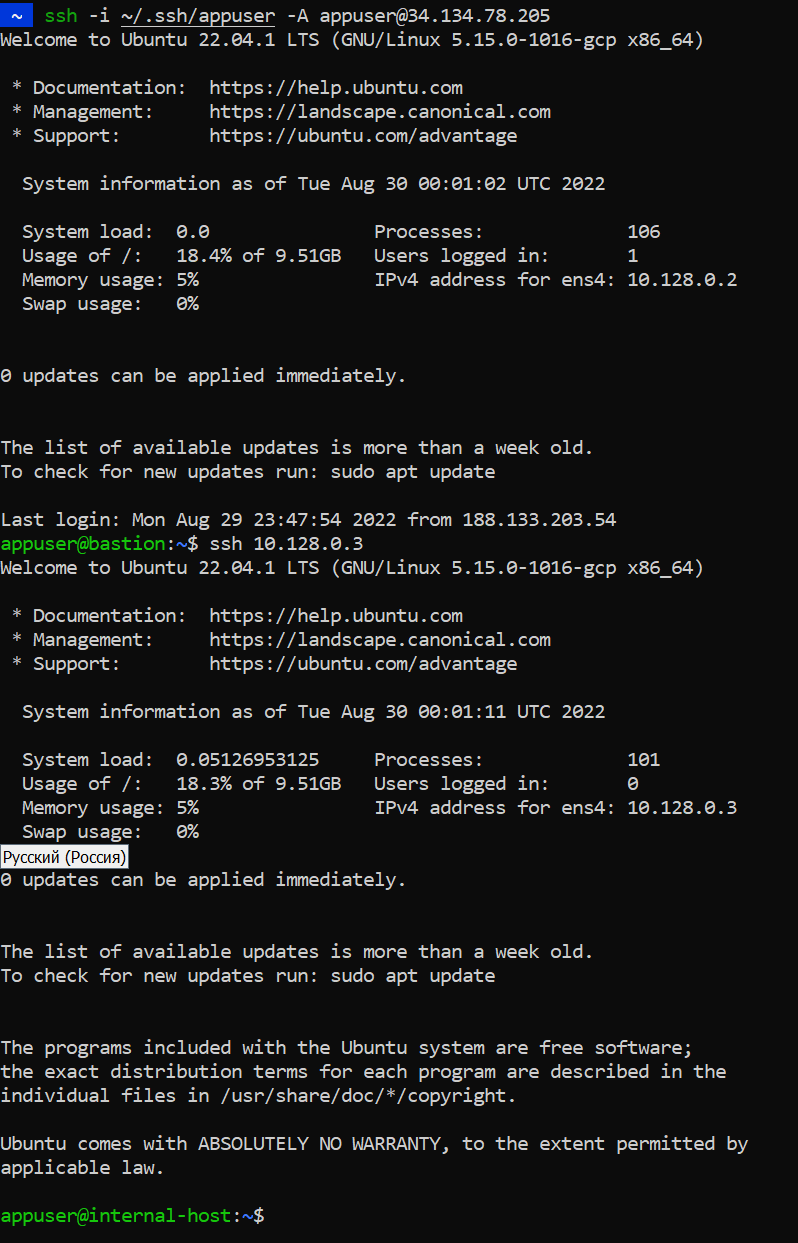 ~ ssh -i ~/.ssh/appuser -A appuser@34.134.78.205
Welcome to Ubuntu 22.04.1 LTS (GNU/Linux 5.15.0-1016-gcp x86_64)
* Documentation:  https://help.ubuntu.com
* Management:     https://landscape.canonical.com
* Support:        https://ubuntu.com/advantage
System information as of Tue Aug 30 00:01:02 UTC 2022
System load:  0.0               Processes:             106
Usage of /:   18.4% of 9.51GB   Users logged in:       1
Memory usage: 5%                IPv4 address for ens4: 10.128.0.2
Swap usage:   0%
0 updates can be applied immediately.
The list of available updates is more than a week old.
To check for new updates run: sudo apt update
Last login: Mon Aug 29 23:47:54 2022 from 188.133.203.54
appuser@bastion:~$ ssh 10.128.0.3
Welcome to Ubuntu 22.04.1 LTS (GNU/Linux 5.15.0-1016-gcp x86_64)
* Documentation:  https://help.ubuntu.com
* Management:     https://landscape.canonical.com
* Support:        https://ubuntu.com/advantage
System information as of Tue Aug 30 00:01:11 UTC 2022
System load:  0.05126953125     Processes:             101
Usage of /:   18.3% of 9.51GB   Users logged in:       0
Memory usage: 5%                IPv4 address for ens4: 10.128.0.3
Swap usage:   0%
Русский (Россия)
0 updates can be applied immediately.
The list of available updates is more than a week old.
To check for new updates run: sudo apt update
The programs included with the Ubuntu system are free software;
the exact distribution terms for each program are described in the
individual files in /usr/share/doc/*/copyright.
Ubuntu comes with ABSOLUTELY NO WARRANTY, to the extent permitted by
applicable law.
appuser@internal-host:~$